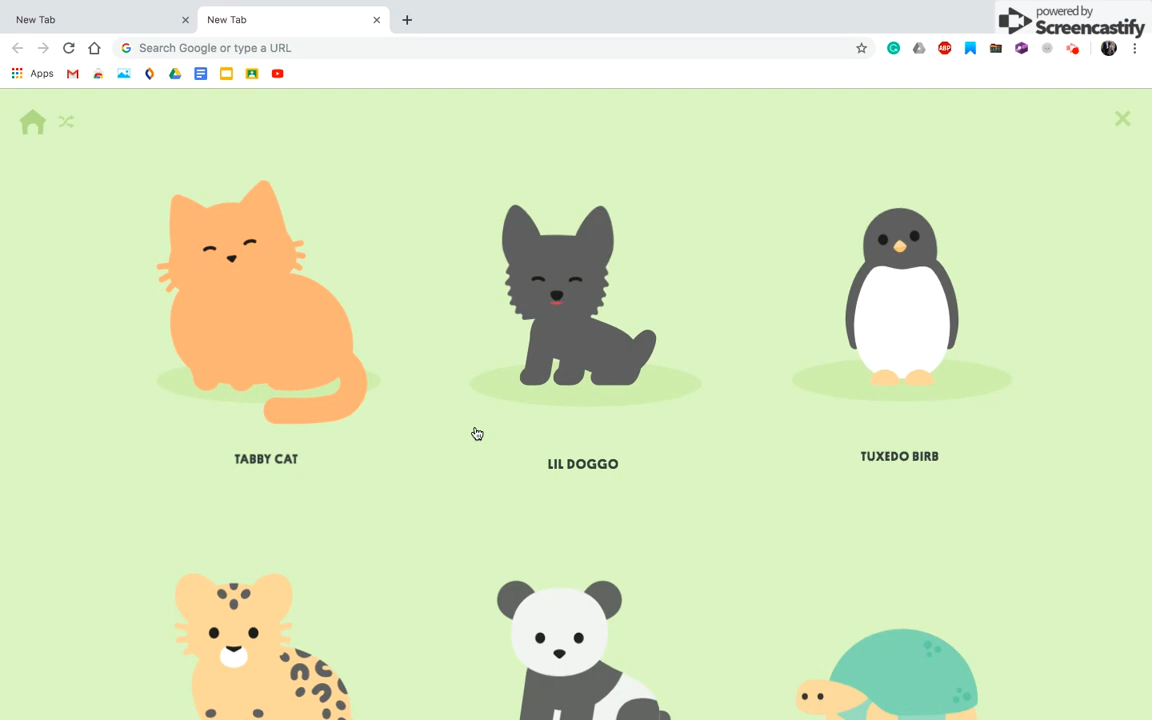 New Tab
New Tab
powered by
Screencastify
Search Google or type a URL
ABP
Apps
TABBY CAT
LIL DOGGO
TUXEDO BIRB